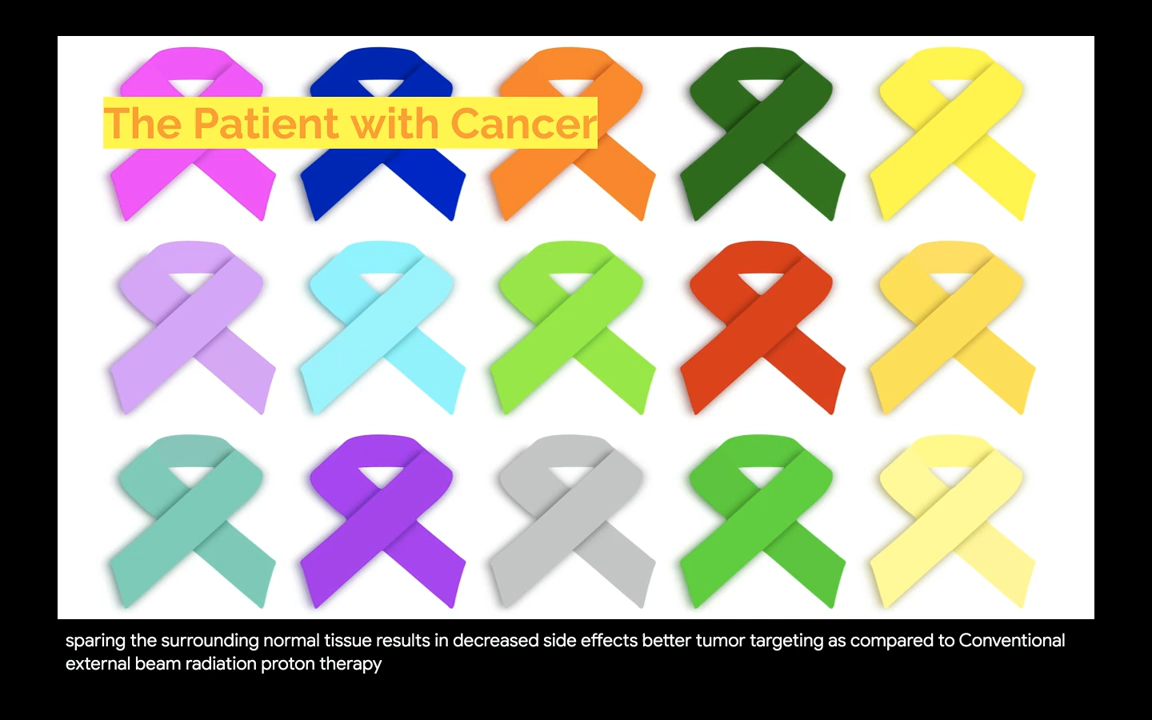 The Patient with Cancer
sparing the surrounding normal tissue results in decreased side effects better tumor targeting as compared to Conventional
external beam radiation proton therapy